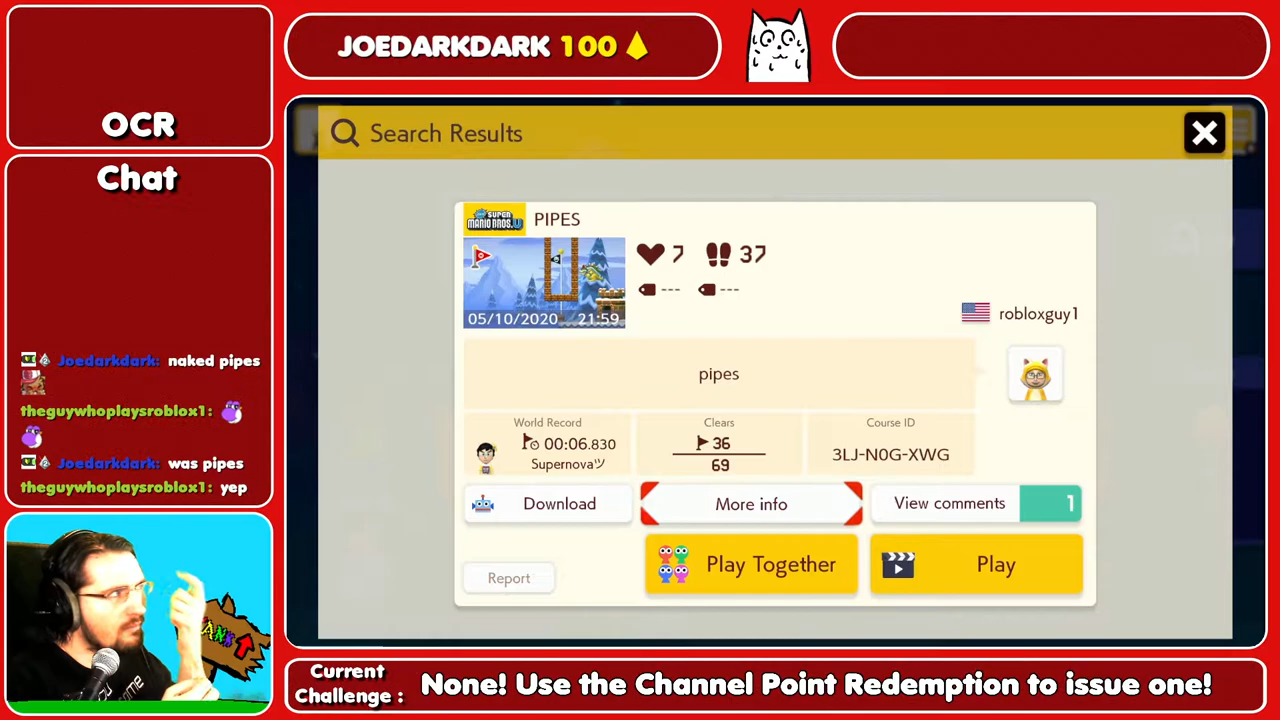 JOEDARKDARK 100
OCR
Chat
Joedarkdark: naked pipes
theguywhoplaysroblox1:
Joedarkdark: was pipes
theguywhoplaysroblox1: yep
Search Results
SUPER
MARIO BROS. U
PIPES
7 37
--- ---
05/10/2020 21:59
robloxguy1
pipes
World Record
00:06.830
Supernovaツ
Clears
36
69
Course ID
3LJ-N0G-XWG
Download
More info
View comments 1
Report
Play Together
Play
Current
Challenge :
None! Use the Channel Point Redemption to issue one!